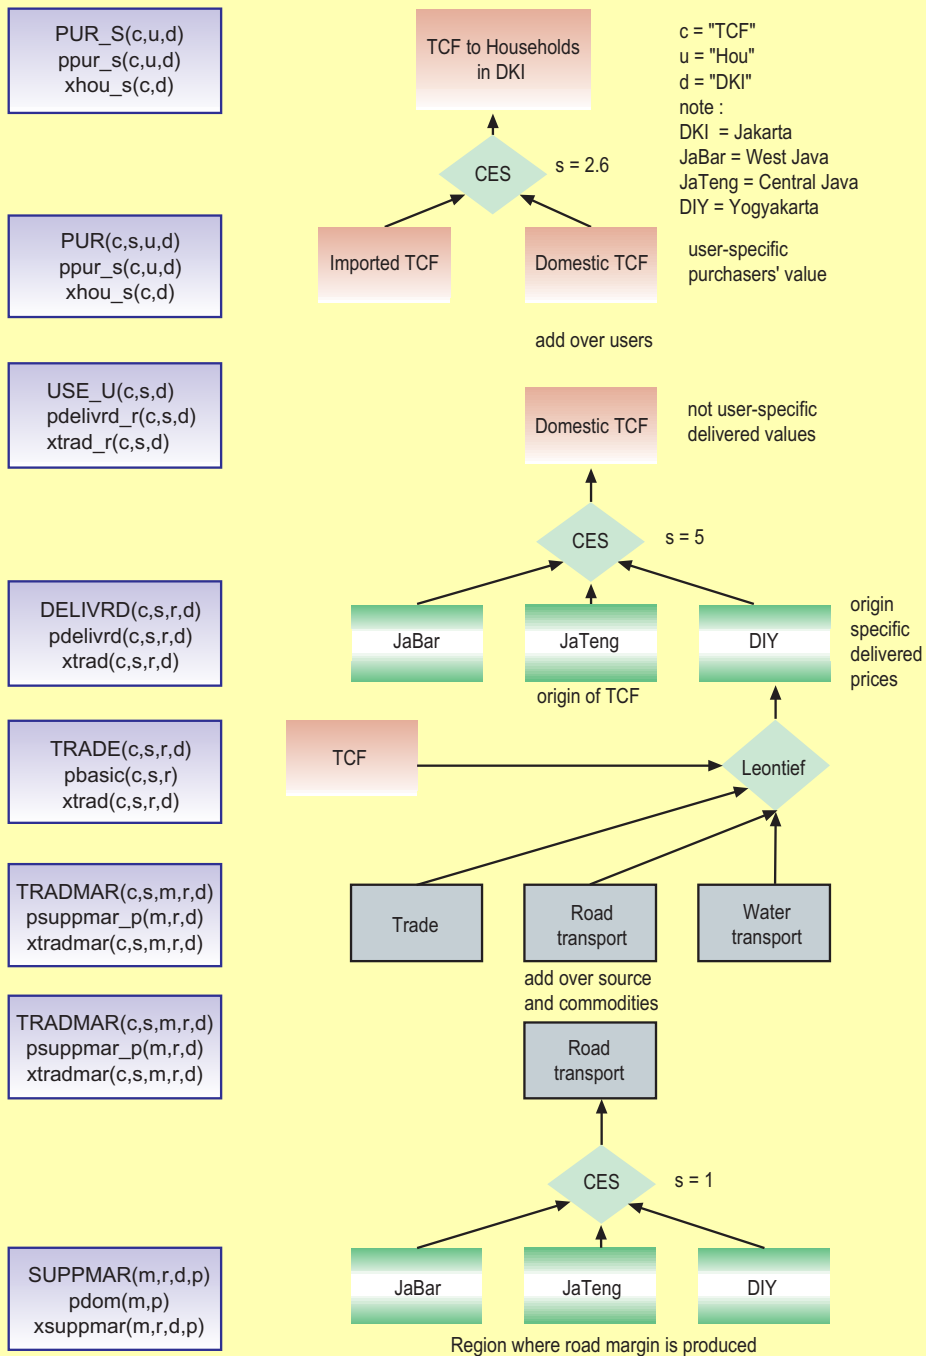 PUR_S(c,u,d)
ppur_s(c,u,d)
xhou_s(c,d)
TCF to Households
in DKI
c = "TCF"
u = "Hou"
d = "DKI"
note :
DKI = Jakarta
JaBar = West Java
JaTeng = Central Java
DIY = Yogyakarta
CES
s = 2.6
PUR(c,s,u,d)
ppur_s(c,u,d)
xhou_s(c,d)
Imported TCF
Domestic TCF
user-specific
purchasers' value
add over users
USE_U(c,s,d)
pdelivrd_r(c,s,d)
xtrad_r(c,s,d)
Domestic TCF
not user-specific
delivered values
CES
s = 5
DELIVRD(c,s,r,d)
pdelivrd(c,s,r,d)
xtrad(c,s,r,d)
JaBar
JaTeng
DIY
origin
specific
delivered
prices
origin of TCF
TRADE(c,s,r,d)
pbasic(c,s,r)
xtrad(c,s,r,d)
TCF
Leontief
TRADMAR(c,s,m,r,d)
psuppmar_p(m,r,d)
xtradmar(c,s,m,r,d)
Trade
Road
transport
Water
transport
add over source
and commodities
TRADMAR(c,s,m,r,d)
psuppmar_p(m,r,d)
xtradmar(c,s,m,r,d)
Road
transport
CES
s = 1
SUPPMAR(m,r,d,p)
pdom(m,p)
xsuppmar(m,r,d,p)
JaBar
JaTeng
DIY
Region where road margin is produced